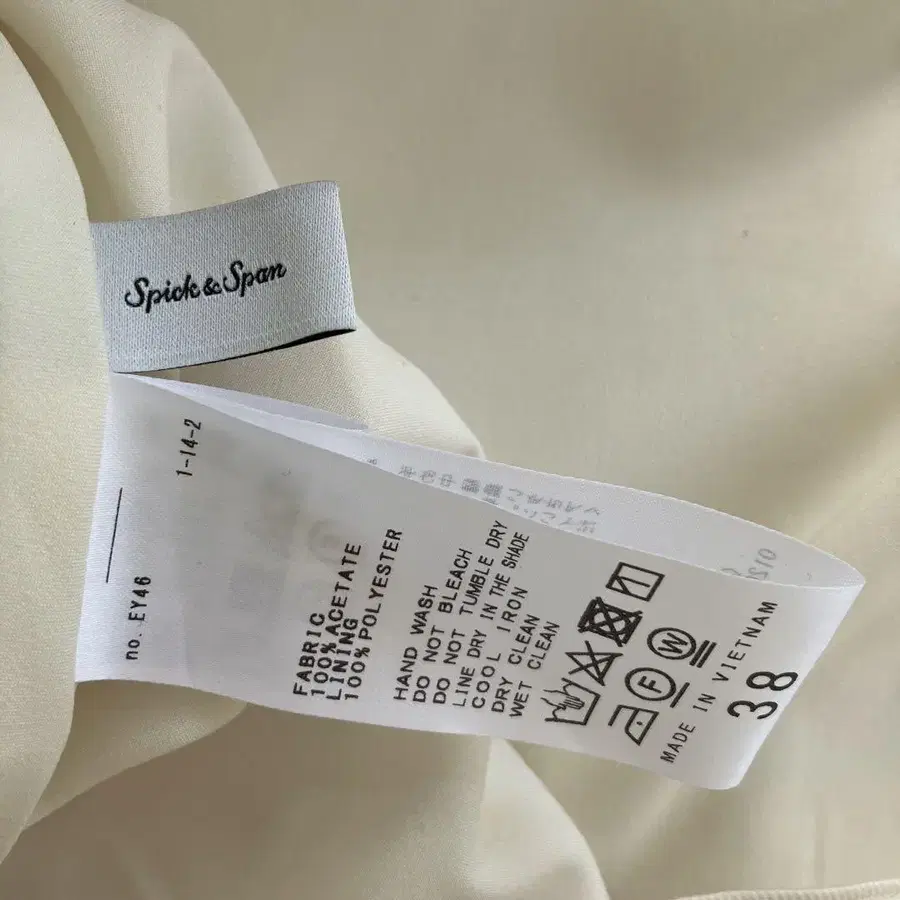 Spick & Span
1-14-2
no. EY46
FABRIC
100% ACETATE
LINING
100% POLYESTER
HAND WASH
DO NOT BLEACH
DO NOT TUMBLE DRY
LINE DRY IN THE SHADE
COOL IRON
DRY CLEAN
WET CLEAN
F
W
MADE IN VIETNAM
38